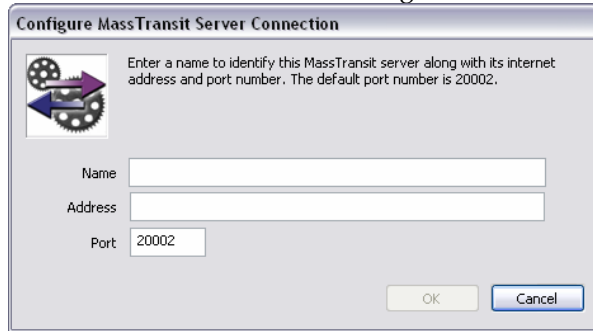 Configure MassTransit Server Connection
Enter a name to identify this MassTransit server along with its internet
address and port number. The default port number is 20002.
Name
Address
Port 20002
OK Cancel